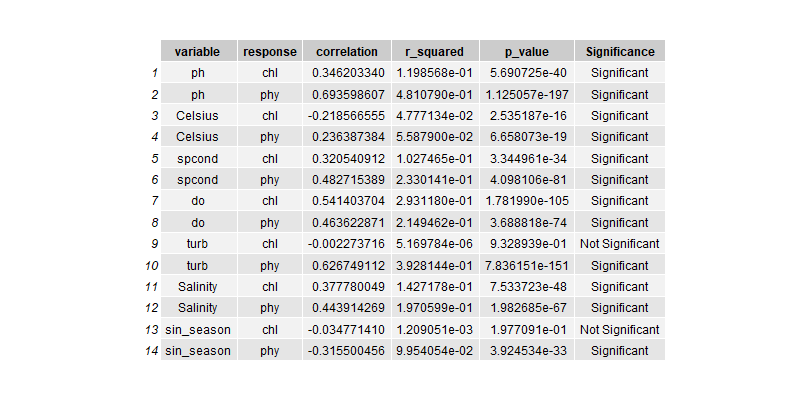 variable response correlation r_squared p_value Significance
1 ph chl 0.346203340 1.198568e-01 5.690725e-40 Significant
2 ph phy 0.693598607 4.810790e-01 1.125057e-197 Significant
3 Celsius chl -0.218566555 4.777134e-02 2.535187e-16 Significant
4 Celsius phy 0.236387384 5.587900e-02 6.658073e-19 Significant
5 spcond chl 0.320540912 1.027465e-01 3.344961e-34 Significant
6 spcond phy 0.482715389 2.330141e-01 4.098106e-81 Significant
7 do chl 0.541403704 2.931180e-01 1.781990e-105 Significant
8 do phy 0.463622871 2.149462e-01 3.688818e-74 Significant
9 turb chl -0.002273716 5.169784e-06 9.328939e-01 Not Significant
10 turb phy 0.626749112 3.928144e-01 7.836151e-151 Significant
11 Salinity chl 0.377780049 1.427178e-01 7.533723e-48 Significant
12 Salinity phy 0.443914269 1.970599e-01 1.982685e-67 Significant
13 sin_season chl -0.034771410 1.209051e-03 1.977091e-01 Not Significant
14 sin_season phy -0.315500456 9.954054e-02 3.924534e-33 Significant